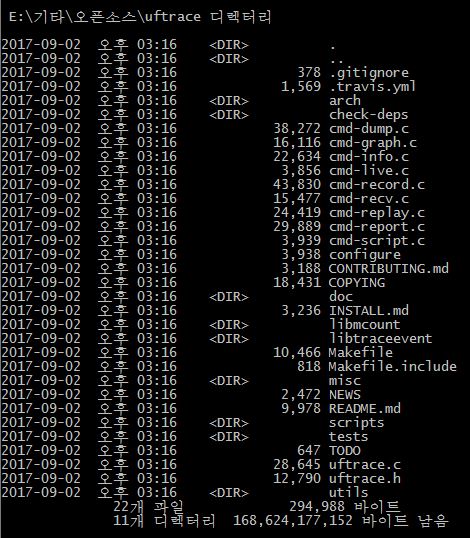 E:\기타\오픈소스\uftrace 디렉터리
2017-09-02 오후 03:16 <DIR> .
2017-09-02 오후 03:16 <DIR> ..
2017-09-02 오후 03:16 378 .gitignore
2017-09-02 오후 03:16 1,569 .travis.yml
2017-09-02 오후 03:16 <DIR> arch
2017-09-02 오후 03:16 <DIR> check-deps
2017-09-02 오후 03:16 38,272 cmd-dump.c
2017-09-02 오후 03:16 16,116 cmd-graph.c
2017-09-02 오후 03:16 22,634 cmd-info.c
2017-09-02 오후 03:16 3,856 cmd-live.c
2017-09-02 오후 03:16 43,830 cmd-record.c
2017-09-02 오후 03:16 15,477 cmd-recv.c
2017-09-02 오후 03:16 24,419 cmd-replay.c
2017-09-02 오후 03:16 29,889 cmd-report.c
2017-09-02 오후 03:16 3,939 cmd-script.c
2017-09-02 오후 03:16 3,938 configure
2017-09-02 오후 03:16 3,188 CONTRIBUTING.md
2017-09-02 오후 03:16 18,431 COPYING
2017-09-02 오후 03:16 <DIR> doc
2017-09-02 오후 03:16 3,236 INSTALL.md
2017-09-02 오후 03:16 <DIR> libmcount
2017-09-02 오후 03:16 <DIR> libtraceevent
2017-09-02 오후 03:16 10,466 Makefile
2017-09-02 오후 03:16 818 Makefile.include
2017-09-02 오후 03:16 <DIR> misc
2017-09-02 오후 03:16 2,472 NEWS
2017-09-02 오후 03:16 9,978 README.md
2017-09-02 오후 03:16 <DIR> scripts
2017-09-02 오후 03:16 <DIR> tests
2017-09-02 오후 03:16 647 TODO
2017-09-02 오후 03:16 28,645 uftrace.c
2017-09-02 오후 03:16 12,790 uftrace.h
2017-09-02 오후 03:16 <DIR> utils
22개 파일 294,988 바이트
11개 디렉터리 168,624,177,152 바이트 남음